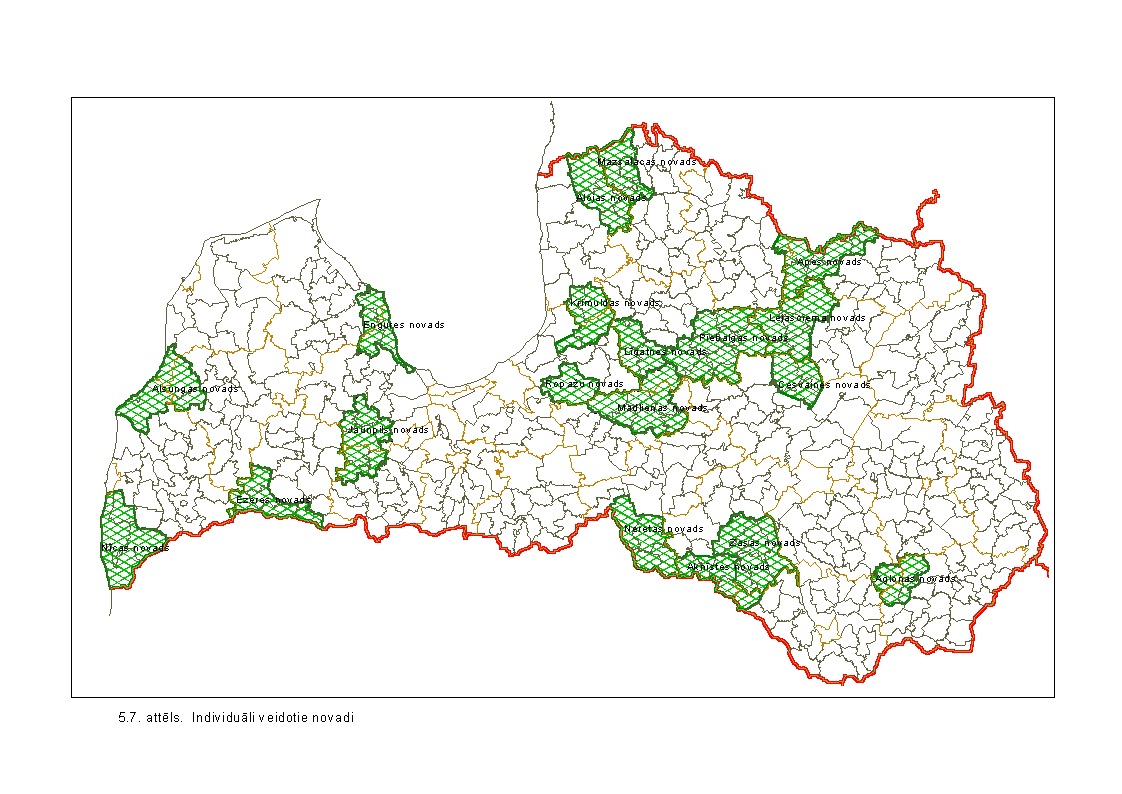 Mazsalacas novads
Alojas novads
Apes novads
Krimuldas novads
Lejasciema novads
Engures novads
Piebalgas novads
Līgatnes novads
Ropažu novads
Cesvaines novads
Alsungas novads
Madlienas novads
Jaunpils novads
Ezeres novads
Neretas novads
Zasas novads
Nīcas novads
Aknīstes novads
Aglonas novads
5.7. attēls. Individuāli veidotie novadi